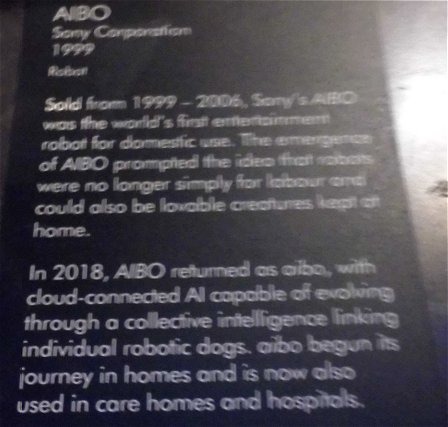 AIBO
Sony Corporation
1999
Robot
Sold from 1999 – 2006, Sony's AIBO
was the world's first entertainment
robot for domestic use. The emergence
of AIBO prompted the idea that robots
were no longer simply for labour and
could also be lovable creatures kept at
home.
In 2018, AIBO returned as aibo, with
cloud-connected AI capable of evolving
through a collective intelligence linking
individual robotic dogs. aibo begun its
journey in homes and is now also
used in care homes and hospitals.